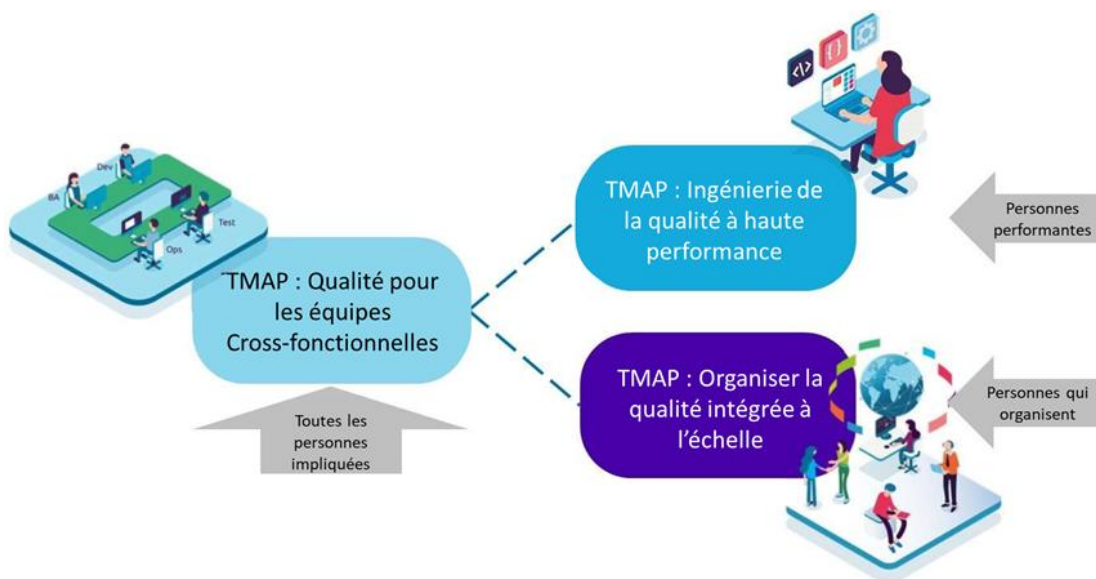 Dev
BA
Test
Ops
TMAP : Qualité pour
les équipes
Cross-fonctionnelles
Toutes les
personnes
impliquées
</>
{ }
TMAP : Ingénierie de
la qualité à haute
performance
Personnes
performantes
TMAP : Organiser la
qualité intégrée à
l’échelle
Personnes qui
organisent